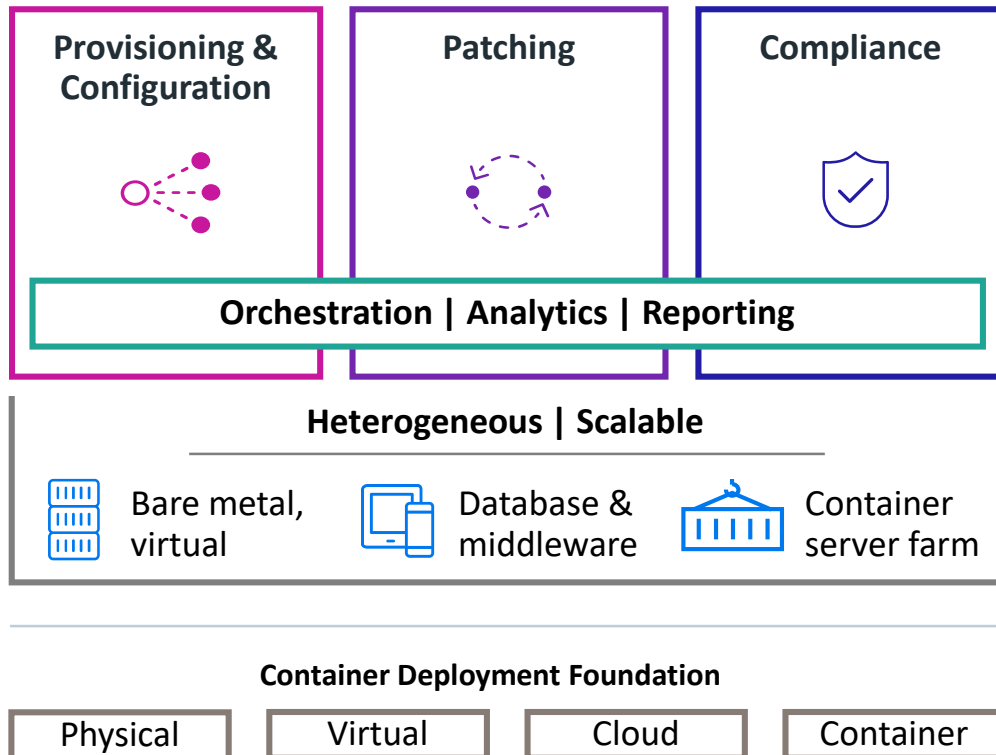 Provisioning &
Configuration
Patching
Compliance
Orchestration | Analytics | Reporting
Heterogeneous | Scalable
Bare metal,
virtual
Database &
middleware
Container
server farm
Container Deployment Foundation
Physical
Virtual
Cloud
Container